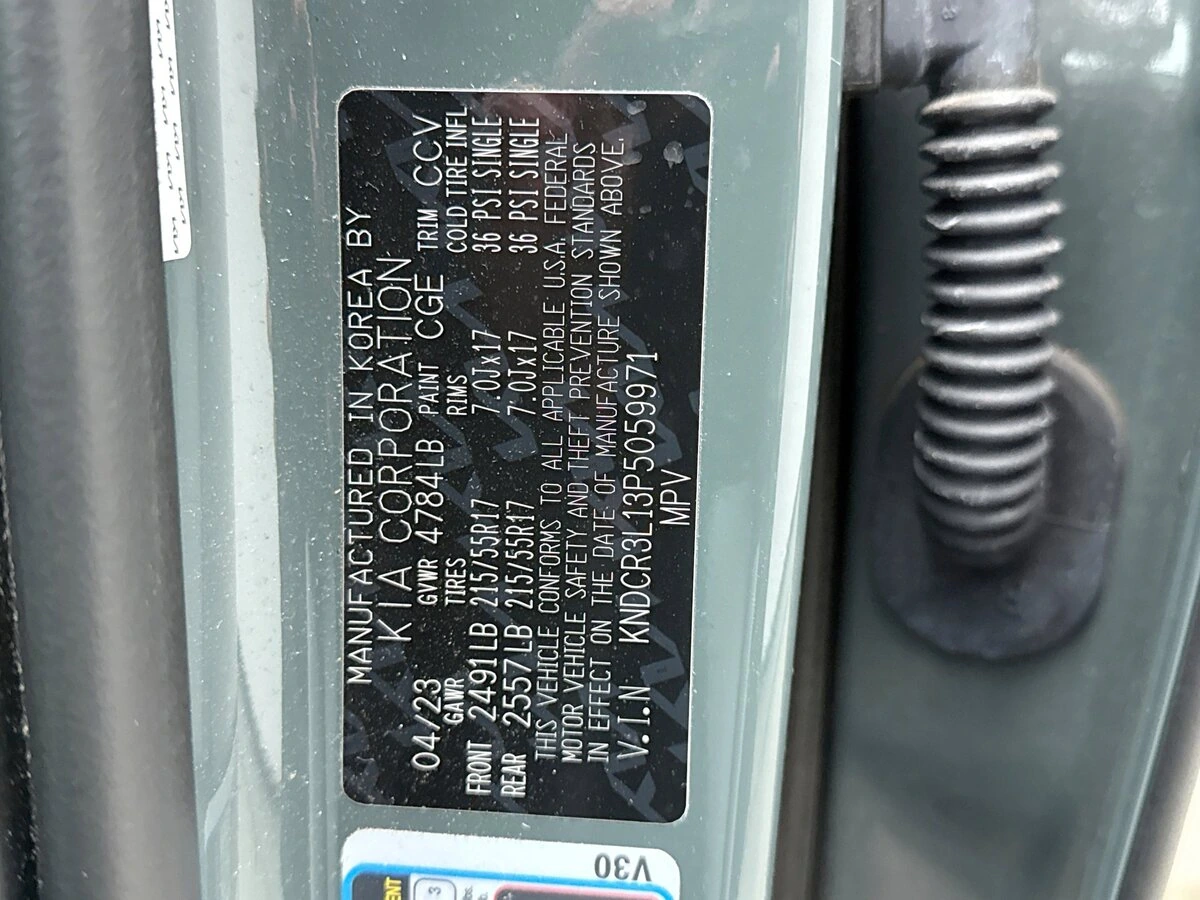 MANUFACTURED IN KOREA BY
KIA CORPORATION
04/23 GVWR 4784LB PAINT CGE TRIM CCV
GAWR TIRES RIMS COLD TIRE INFL
FRONT 2491LB 215/55R17 7.0Jx17 36 PSI.SINGLE
REAR 2557LB 215/55R17 7.0Jx17 36 PSI.SINGLE
THIS VEHICLE CONFORMS TO ALL APPLICABLE U.S.A. FEDERAL
MOTOR VEHICLE SAFETY AND THEFT PREVENTION STANDARDS
IN EFFECT ON THE DATE OF MANUFACTURE SHOWN ABOVE.
V.I.N KNDCR3L13P5059971
MPV
V30